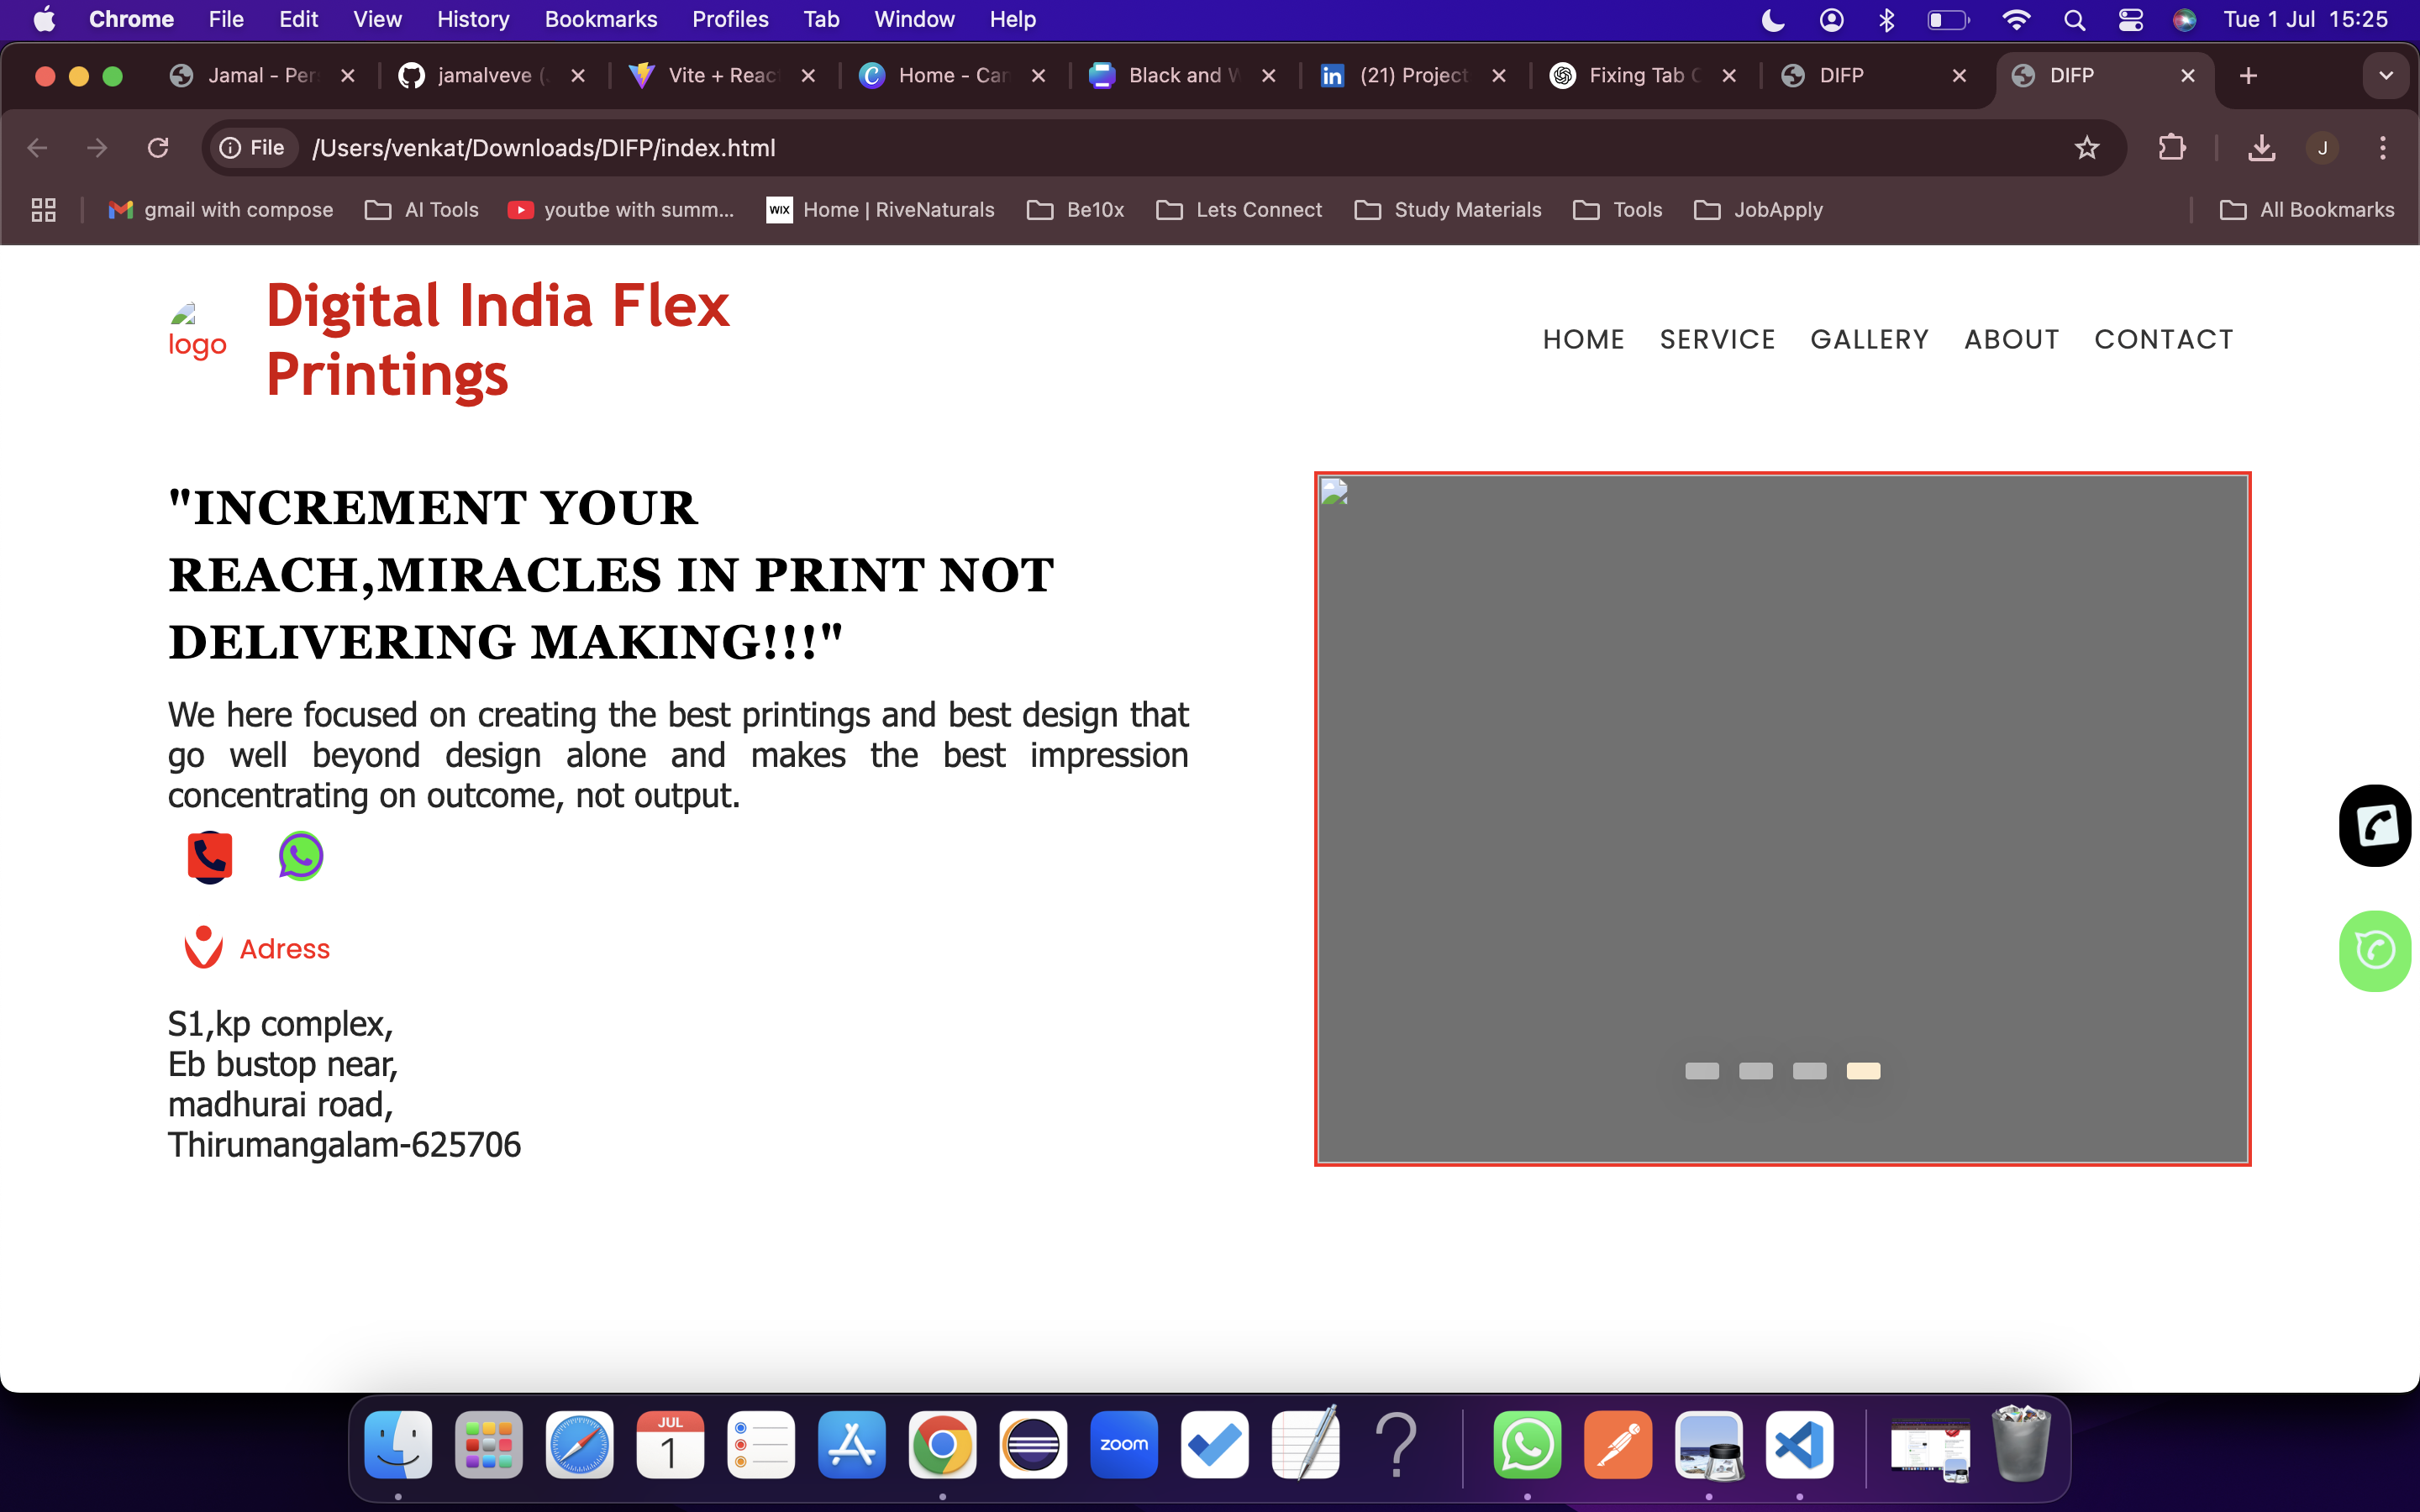 Chrome File Edit View History Bookmarks Profiles Tab Window Help Tue 1 Jul 15:25
Jamal - Per jamalveve ( Vite + Reac Home - Can Black and W (21) Project Fixing Tab C DIFP DIFP
File /Users/venkat/Downloads/DIFP/index.html J
gmail with compose AI Tools youtbe with summ... WIX Home | RiveNaturals Be10x Lets Connect Study Materials Tools JobApply All Bookmarks
logo
Digital India Flex
Printings
HOME SERVICE GALLERY ABOUT CONTACT
"INCREMENT YOUR
REACH,MIRACLES IN PRINT NOT
DELIVERING MAKING!!!"
We here focused on creating the best printings and best design that
go well beyond design alone and makes the best impression
concentrating on outcome, not output.
Adress
S1,kp complex,
Eb bustop near,
madhurai road,
Thirumangalam-625706
JUL
1
zoom